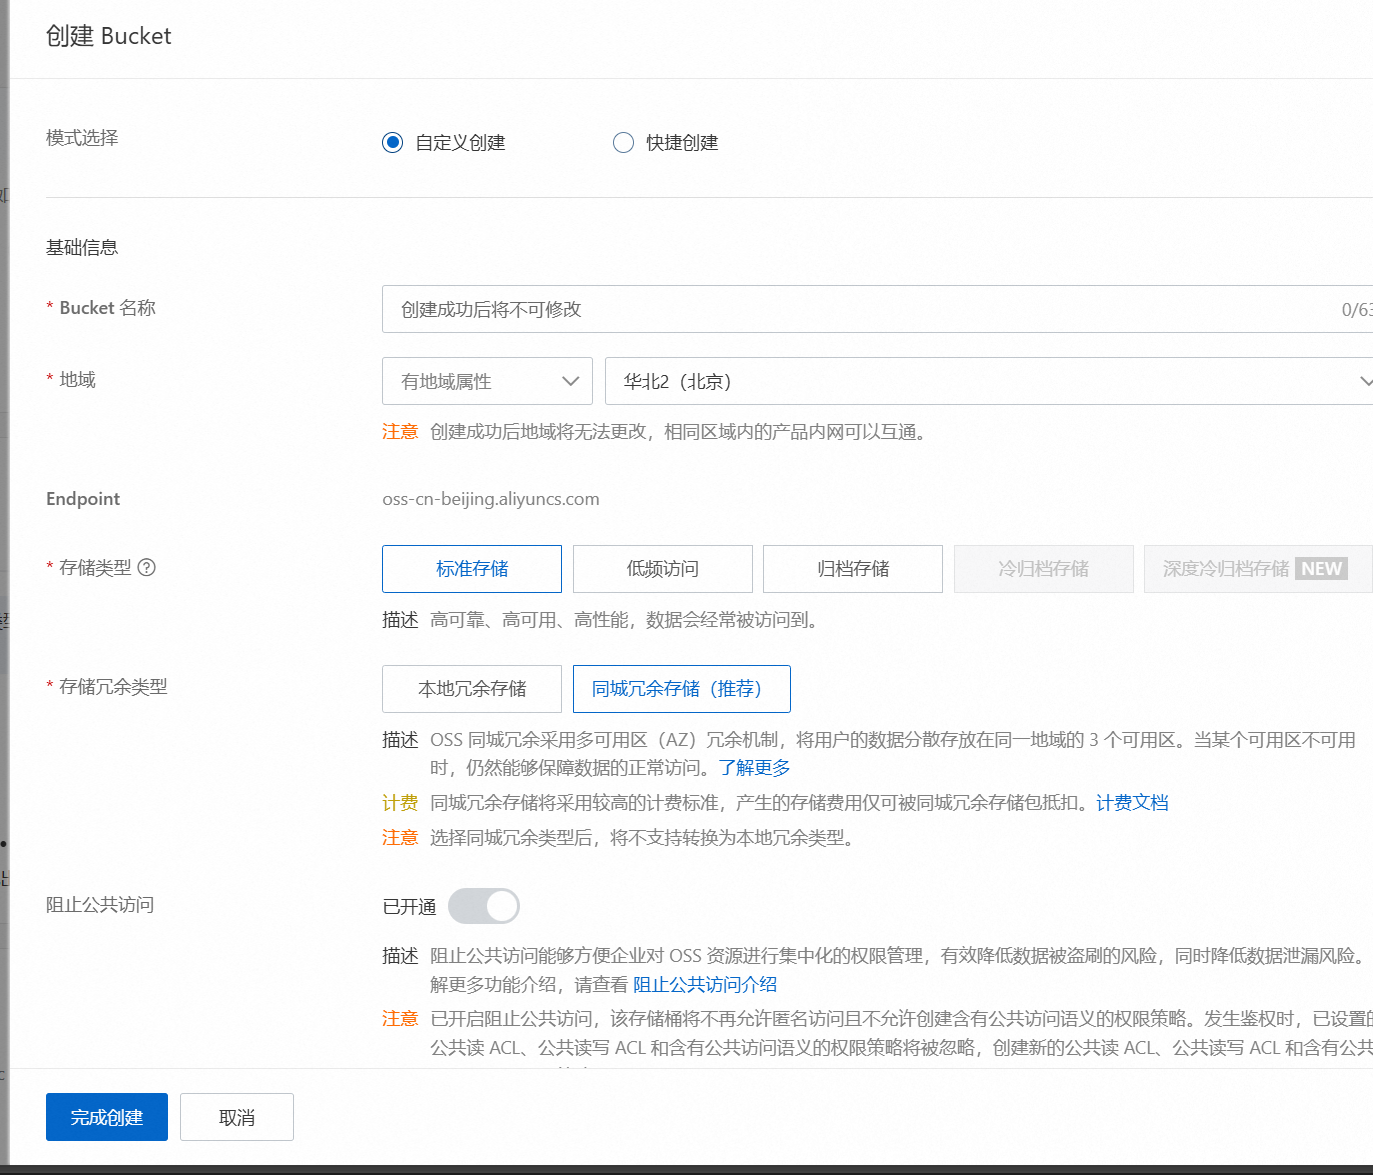 创建 Bucket
模式选择
自定义创建
快捷创建
基础信息
* Bucket 名称
创建成功后将不可修改
0/63
* 地域
有地域属性
华北2（北京）
注意 创建成功后地域将无法更改，相同区域内的产品内网可以互通。
Endpoint
oss-cn-beijing.aliyuncs.com
* 存储类型
标准存储
低频访问
归档存储
冷归档存储
深度冷归档存储 NEW
描述 高可靠、高可用、高性能，数据会经常被访问到。
* 存储冗余类型
本地冗余存储
同城冗余存储（推荐）
描述 OSS 同城冗余采用多可用区（AZ）冗余机制，将用户的数据分散存放在同一地域的 3 个可用区。当某个可用区不可用
时，仍然能够保障数据的正常访问。了解更多
计费 同城冗余存储将采用较高的计费标准，产生的存储费用仅可被同城冗余存储包抵扣。计费文档
注意 选择同城冗余类型后，将不支持转换为本地冗余类型。
阻止公共访问
已开通
描述 阻止公共访问能够方便企业对 OSS 资源进行集中化的权限管理，有效降低数据被盗刷的风险，同时降低数据泄漏风险。
解更多功能介绍，请查看 阻止公共访问介绍
注意 已开启阻止公共访问，该存储桶将不再允许匿名访问且不允许创建含有公共访问语义的权限策略。发生鉴权时，已设置的
公共读 ACL、公共读写 ACL 和含有公共访问语义的权限策略将被忽略，创建新的公共读 ACL、公共读写 ACL 和含有公共
完成创建
取消